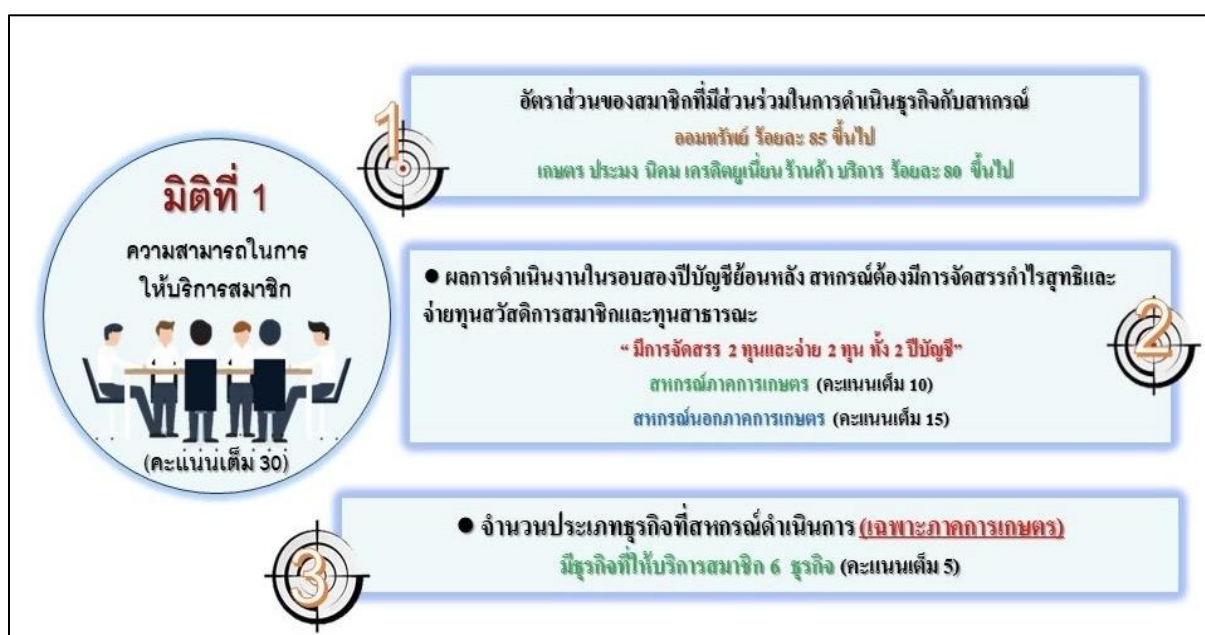 มิติที่ 1
ความสามารถในการ
ให้บริการสมาชิก
(คะแนนเต็ม 30)
1
อัตราส่วนของสมาชิกที่มีส่วนร่วมในการดำเนินธุรกิจกับสหกรณ์
ออมทรัพย์ ร้อยละ 85 ขึ้นไป
เกษตร ประมง นิคม เครดิตยูเนี่ยน ร้านค้า บริการ ร้อยละ 80 ขึ้นไป
2
● ผลการดำเนินงานในรอบสองปีบัญชีย้อนหลัง สหกรณ์ต้องมีการจัดสรรกำไรสุทธิและ
จ่ายทุนสวัสดิการสมาชิกและทุนสาธารณะ
“ มีการจัดสรร 2 ทุนและจ่าย 2 ทุน ทั้ง 2 ปีบัญชี”
สหกรณ์ภาคการเกษตร (คะแนนเต็ม 10)
สหกรณ์นอกภาคการเกษตร (คะแนนเต็ม 15)
3
● จำนวนประเภทธุรกิจที่สหกรณ์ดำเนินการ (เฉพาะภาคการเกษตร)
มีธุรกิจที่ให้บริการสมาชิก 6 ธุรกิจ (คะแนนเต็ม 5)